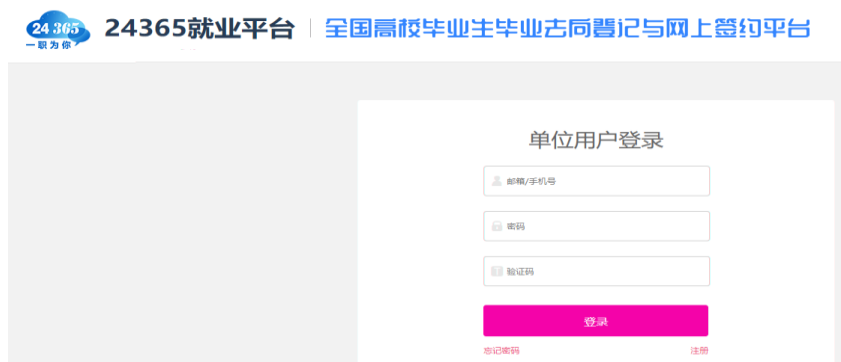 24 365
一职为你
24365就业平台
全国高校毕业生毕业去向登记与网上签约平台
单位用户登录
邮箱/手机号
密码
验证码
登录
忘记密码 注册